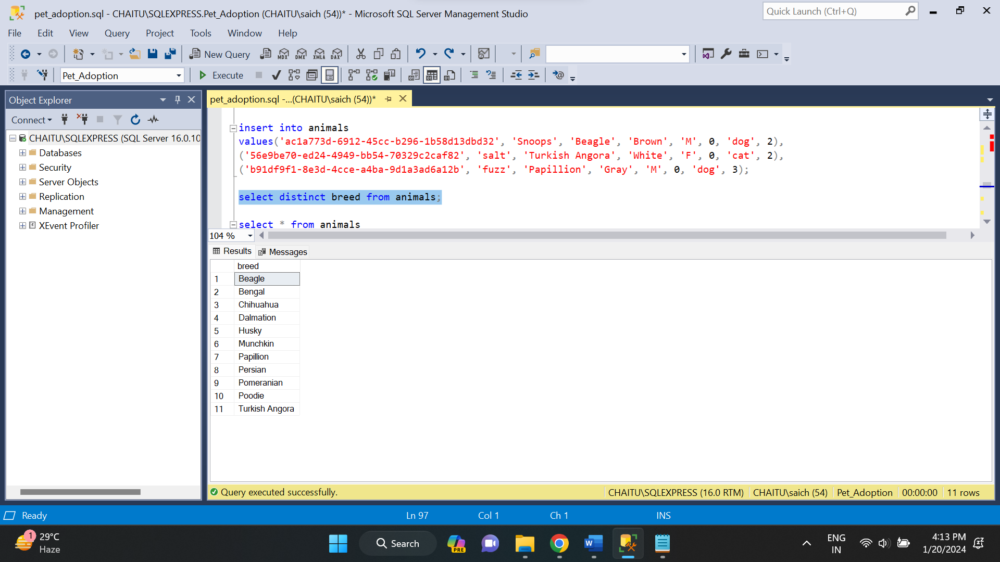 pet_adoption.sql - CHAITU\SQLEXPRESS.Pet_Adoption (CHAITU\saich (54))* - Microsoft SQL Server Management Studio
Quick Launch (Ctrl+Q)
File Edit View Query Project Tools Window Help
New Query MDX DMX XMLA DAX
Pet_Adoption Execute
Object Explorer
pet_adoption.sql -...(CHAITU\saich (54))*
Connect
CHAITU\SQLEXPRESS (SQL Server 16.0.10
Databases
Security
Server Objects
Replication
Management
XEvent Profiler
insert into animals
values('ac1a773d-6912-45cc-b296-1b58d13dbd32', 'Snoops', 'Beagle', 'Brown', 'M', 0, 'dog', 2),
('56e9be70-ed24-4949-bb54-70329c2caf82', 'salt', 'Turkish Angora', 'White', 'F', 0, 'cat', 2),
('b91df9f1-8e3d-4cce-a4ba-9d1a3ad6a12b', 'fuzz', 'Papillion', 'Gray', 'M', 0, 'dog', 3);
select distinct breed from animals;
select * from animals
104 %
Results Messages
breed
1 Beagle
2 Bengal
3 Chihuahua
4 Dalmation
5 Husky
6 Munchkin
7 Papillion
8 Persian
9 Pomeranian
10 Poodie
11 Turkish Angora
Query executed successfully.
CHAITU\SQLEXPRESS (16.0 RTM) CHAITU\saich (54) Pet_Adoption 00:00:00 11 rows
Ready Ln 97 Col 1 Ch 1 INS
1 29°C
Haze
Search
PRE
W
ENG
IN
4:13 PM
1/20/2024